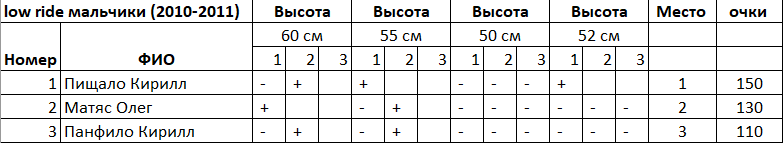 low ride мальчики (2010-2011) Высота Высота Высота Высота Место очки
60 см 55 см 50 см 52 см
Номер ФИО 1 2 3 1 2 3 1 2 3 1 2 3
1 Пищало Кирилл - + + - - - + 1 150
2 Матяс Олег + - + - - - - - - 2 130
3 Панфило Кирилл - + - + - - - - - - 3 110